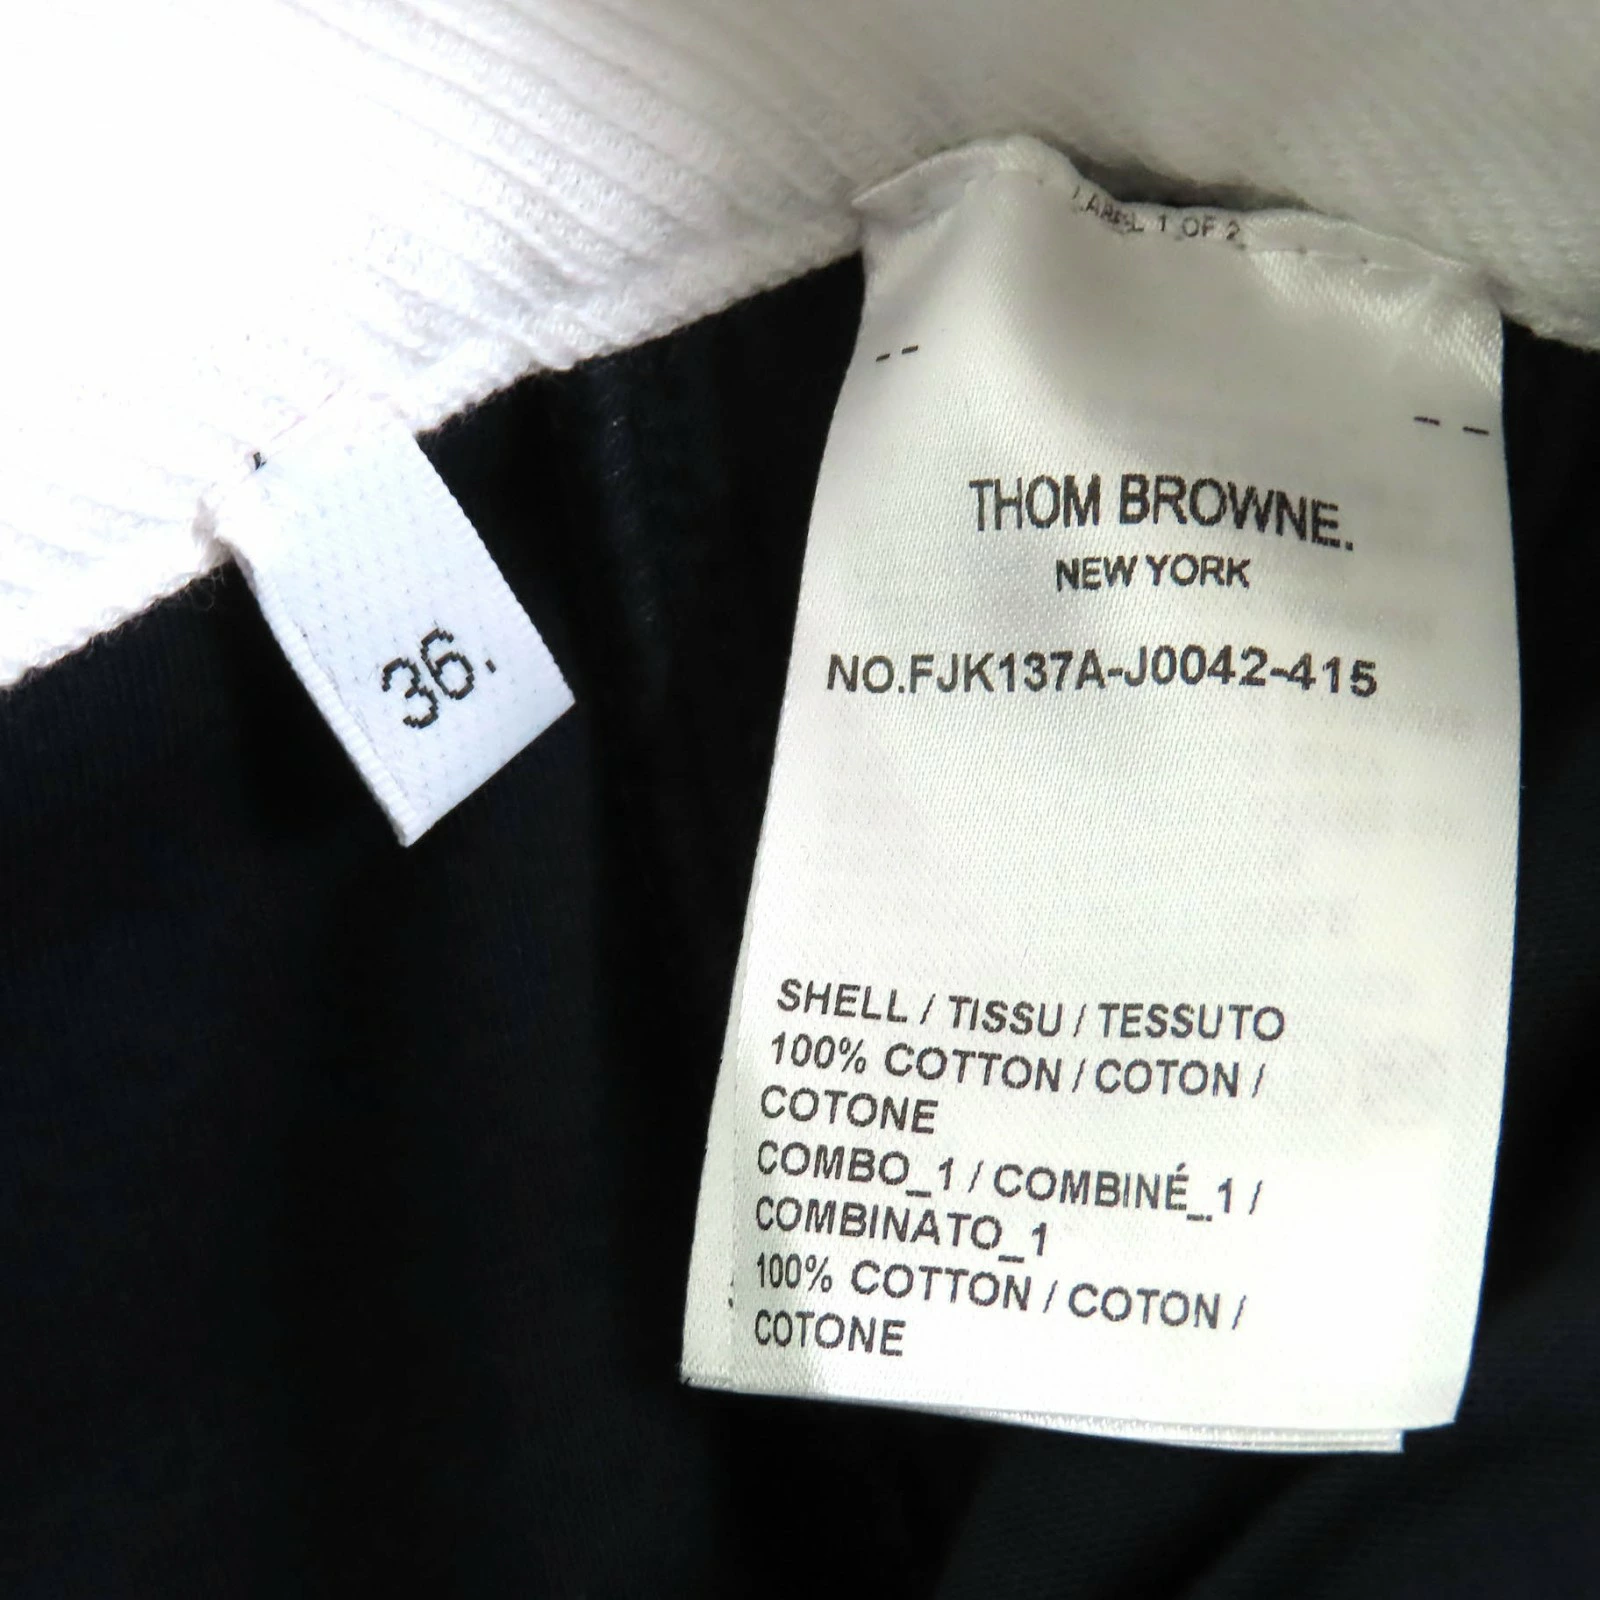 LABEL 1 OF 2
THOM BROWNE.
NEW YORK
NO.FJK137A-J0042-415
36.
SHELL / TISSU / TESSUTO
100% COTTON / COTON /
COTONE
COMBO_1 / COMBINÉ_1 /
COMBINATO_1
100% COTTON / COTON /
COTONE